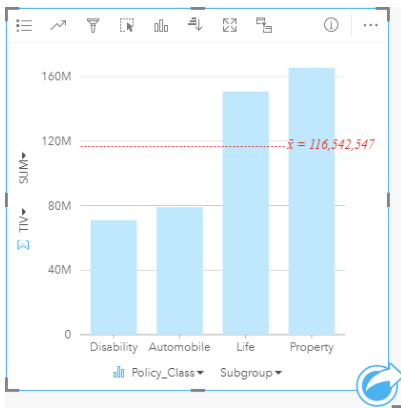 160M
120M
x̄ = 116,542,547
80M
40M
0
SUM
TIV
Disability Automobile Life Property
Policy_Class Subgroup